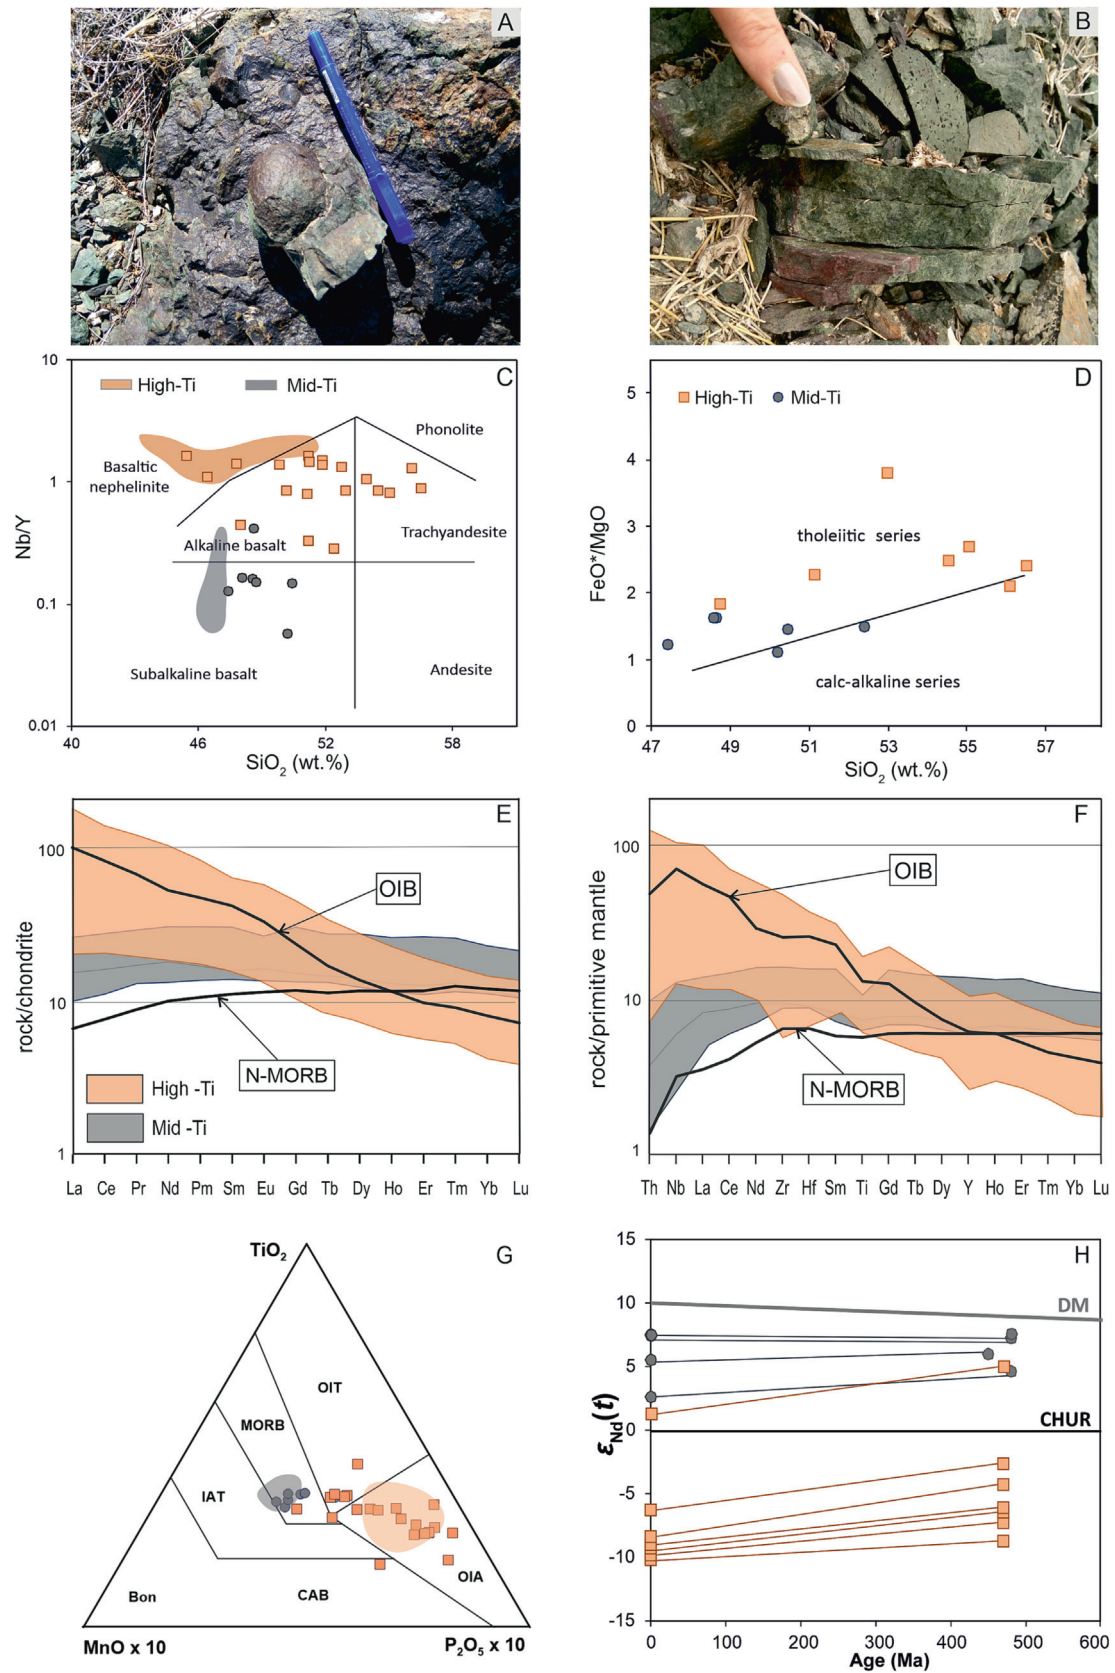 A
B
10
1
0.1
0.01
Nb/Y
High-Ti
Mid-Ti
C
Phonolite
Basaltic
nephelinite
Trachyandesite
Alkaline basalt
Subalkaline basalt
Andesite
40
46
52
58
SiO2 (wt.%)
5
4
3
2
1
0
FeO*/MgO
High-Ti
Mid-Ti
D
tholeiitic series
calc-alkaline series
47
49
51
53
55
57
SiO2 (wt.%)
100
10
1
rock/chondrite
E
OIB
N-MORB
High -Ti
Mid -Ti
La Ce Pr Nd Pm Sm Eu Gd Tb Dy Ho Er Tm Yb Lu
100
10
1
rock/primitive mantle
F
OIB
N-MORB
Th Nb La Ce Nd Zr Hf Sm Ti Gd Tb Dy Y Ho Er Tm Yb Lu
TiO2
G
OIT
MORB
IAT
Bon
CAB
OIA
MnO x 10
P2O5 x 10
15
10
5
0
-5
-10
-15
εNd(t)
H
DM
CHUR
0
100
200
300
400
500
600
Age (Ma)